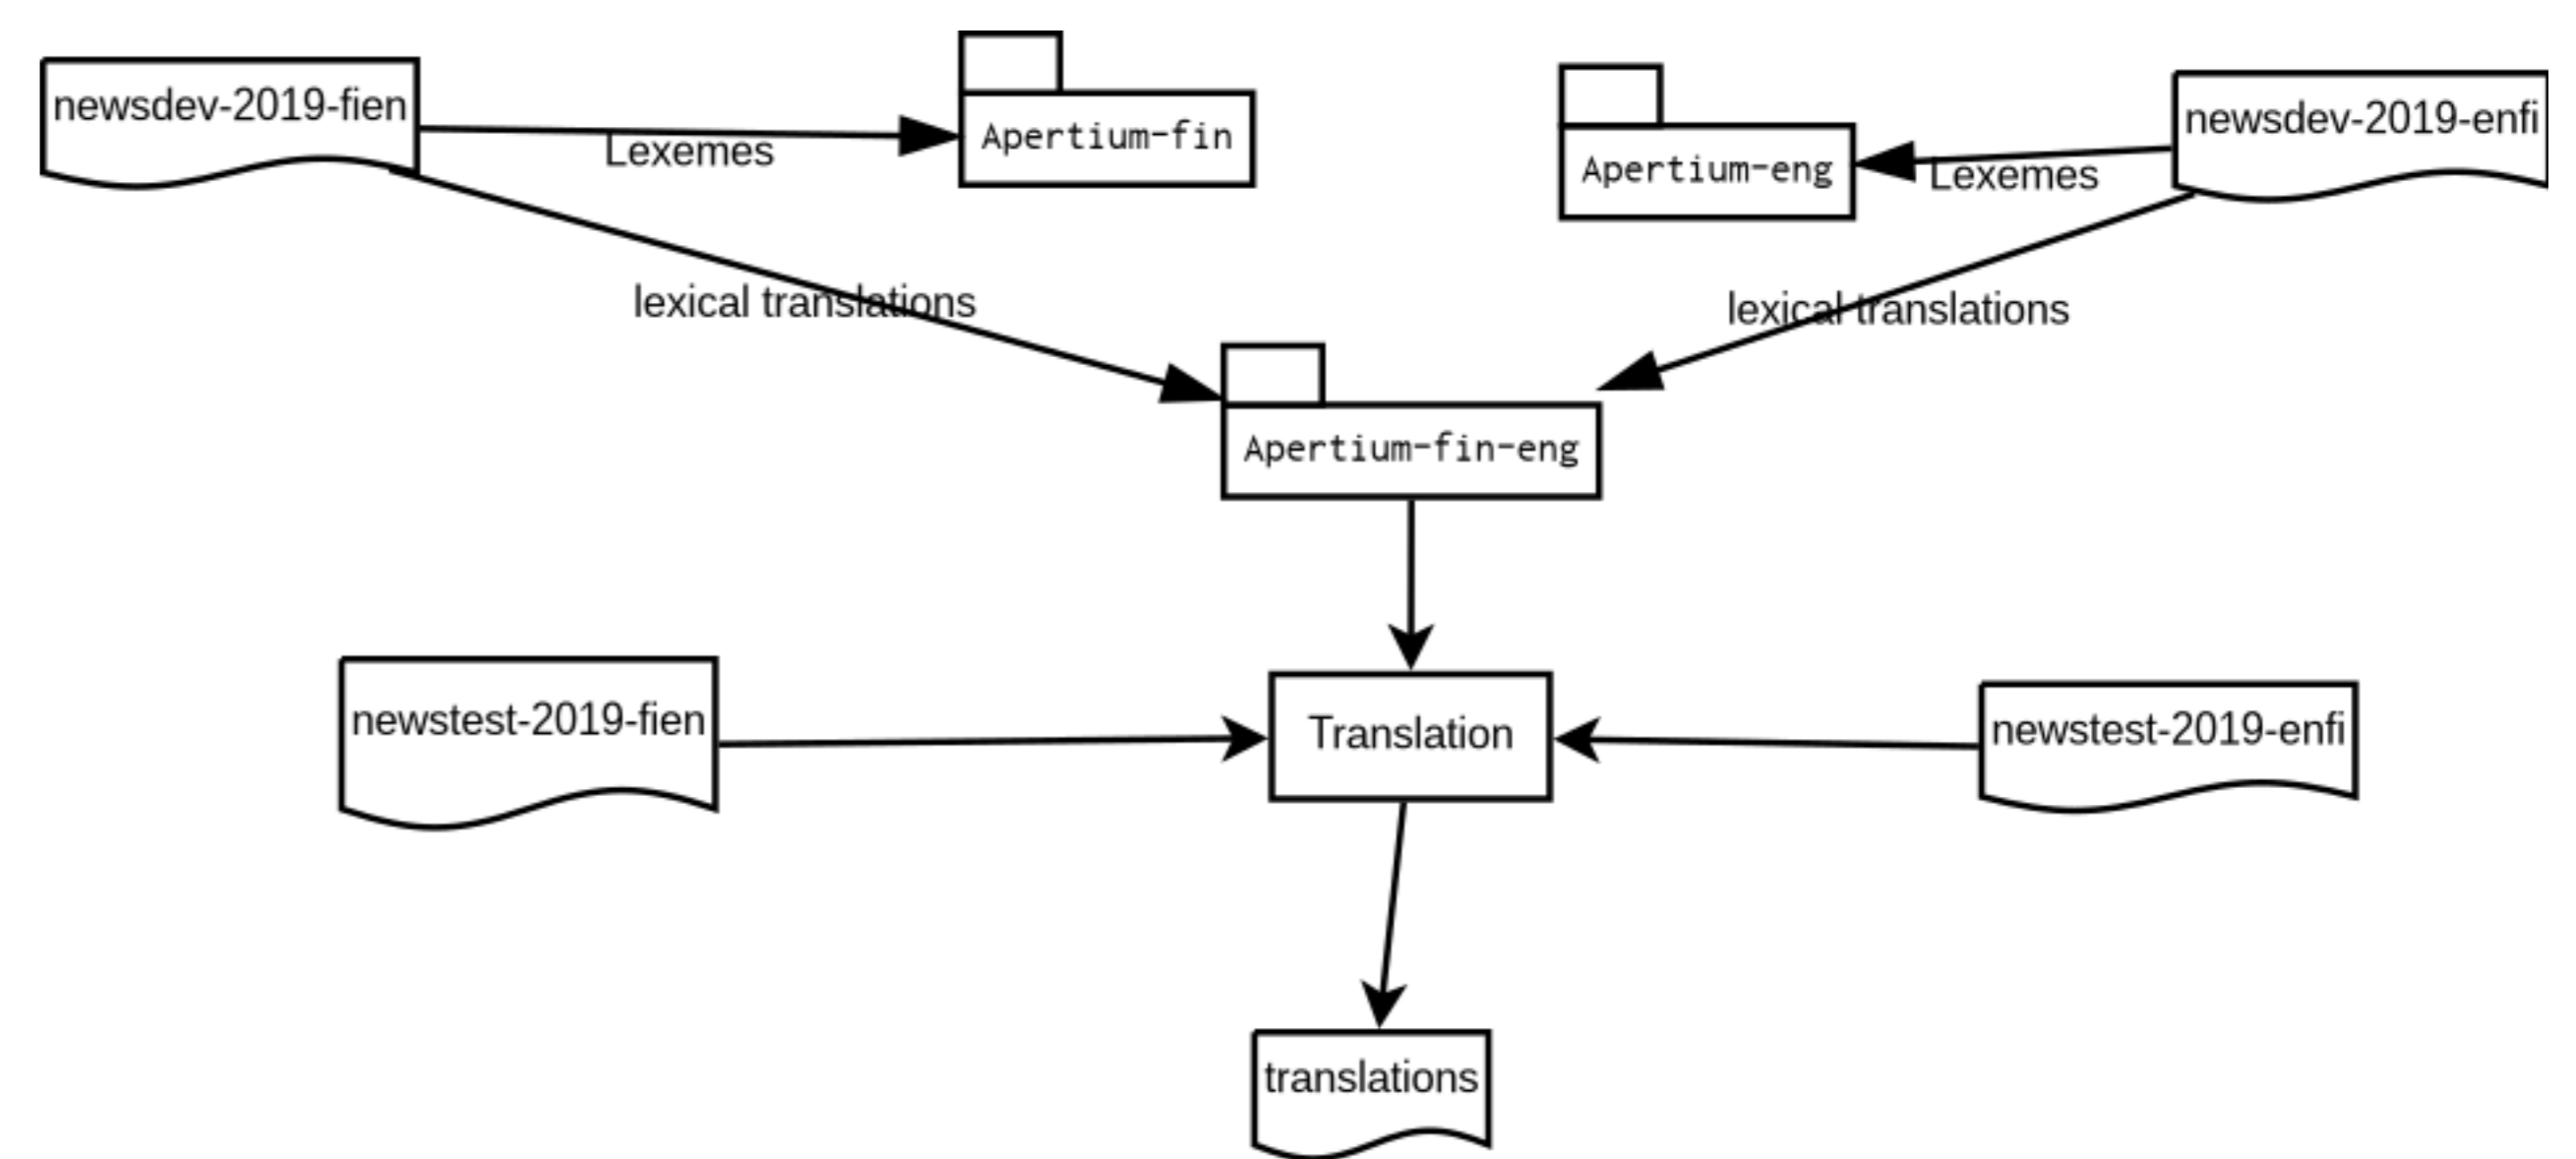 newsdev-2019-fien
Lexemes
Apertium-fin
Apertium-eng
Lexemes
newsdev-2019-enfi
lexical translations
lexical translations
Apertium-fin-eng
newstest-2019-fien
Translation
newstest-2019-enfi
translations